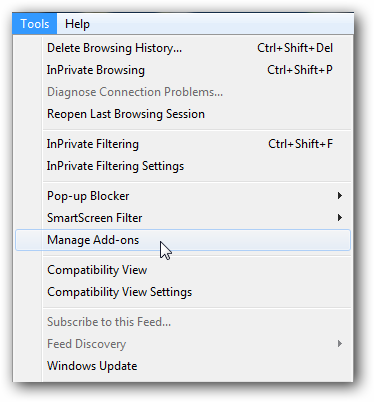 Tools Help
Delete Browsing History... Ctrl+Shift+Del
InPrivate Browsing Ctrl+Shift+P
Diagnose Connection Problems...
Reopen Last Browsing Session
InPrivate Filtering Ctrl+Shift+F
InPrivate Filtering Settings
Pop-up Blocker
SmartScreen Filter
Manage Add-ons
Compatibility View
Compatibility View Settings
Subscribe to this Feed...
Feed Discovery
Windows Update